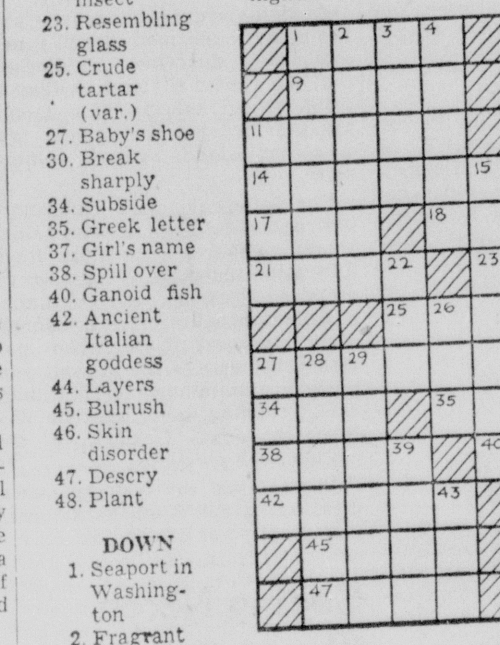 insect
23. Resembling
glass
25. Crude
tartar
(var.)
27. Baby's shoe
30. Break
sharply
34. Subside
35. Greek letter
37. Girl's name
38. Spill over
40. Ganoid fish
42. Ancient
Italian
goddess
44. Layers
45. Bulrush
46. Skin
disorder
47. Descry
48. Plant
DOWN
1. Seaport in
Washing-
ton
2. Fragrant
1 2 3 4
9
11
14 15
17 18
21 22 23
25 26
27 28 29
34 35
38 39 40
42 43
45
47